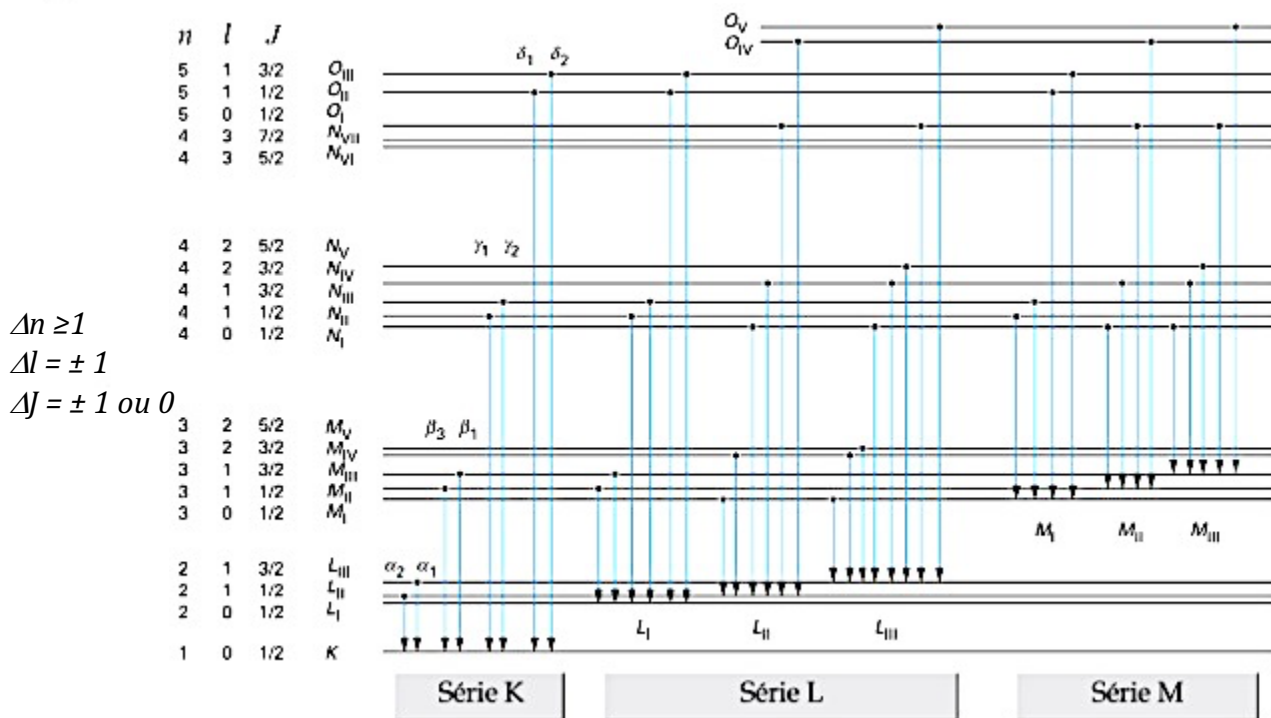 O_V
O_IV
n l J
δ₁ δ₂
5 1 3/2 O_III
5 1 1/2 O_II
5 0 1/2 O_I
4 3 7/2 N_VII
4 3 5/2 N_VI
γ₁ γ₂
4 2 5/2 N_V
4 2 3/2 N_IV
4 1 3/2 N_III
4 1 1/2 N_II
4 0 1/2 N_I
Δn ≥1
Δl = ± 1
ΔJ = ± 1 ou 0
β₃ β₁
3 2 5/2 M_V
3 2 3/2 M_IV
3 1 3/2 M_III
3 1 1/2 M_II
3 0 1/2 M_I
M_I M_II M_III
2 1 3/2 L_III α₂ α₁
2 1 1/2 L_II
2 0 1/2 L_I
L_I L_II L_III
1 0 1/2 K
Série K Série L Série M